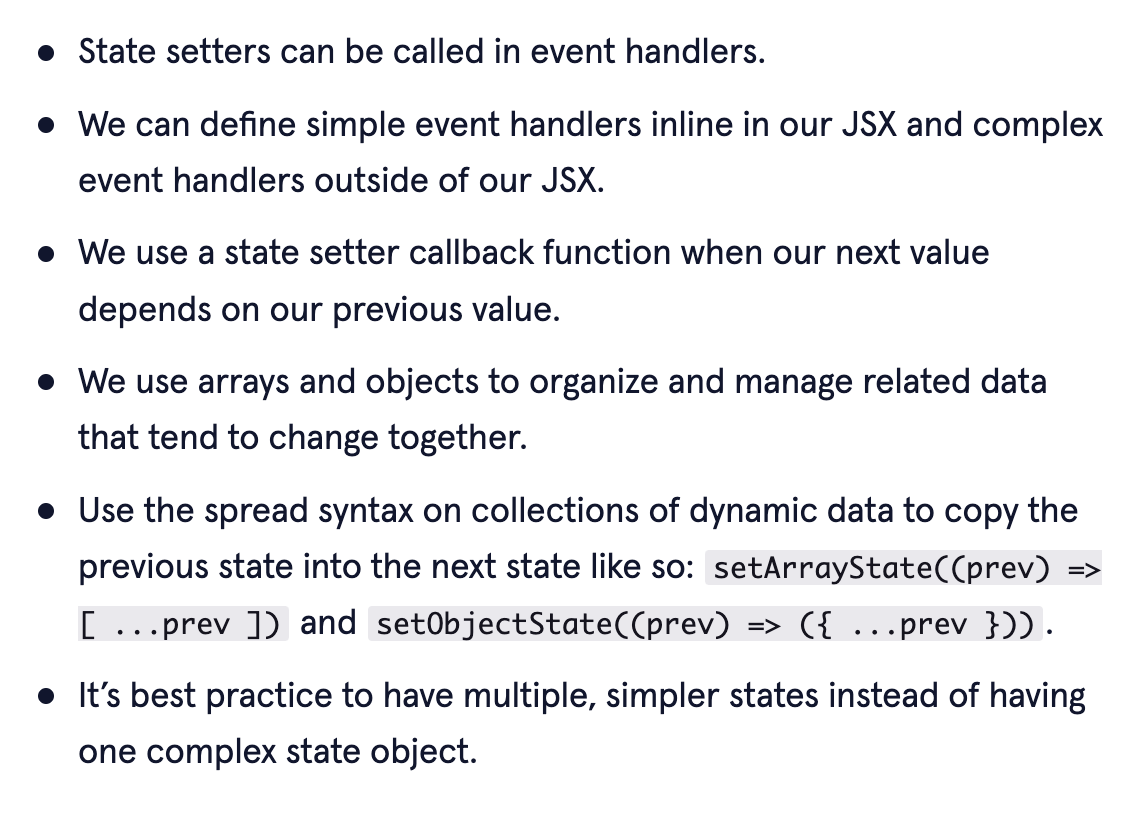 • State setters can be called in event handlers.
• We can define simple event handlers inline in our JSX and complex
event handlers outside of our JSX.
• We use a state setter callback function when our next value
depends on our previous value.
• We use arrays and objects to organize and manage related data
that tend to change together.
• Use the spread syntax on collections of dynamic data to copy the
previous state into the next state like so: setArrayState((prev) =>
[ ...prev ]) and setObjectState((prev) => ({ ...prev })).
• It’s best practice to have multiple, simpler states instead of having
one complex state object.